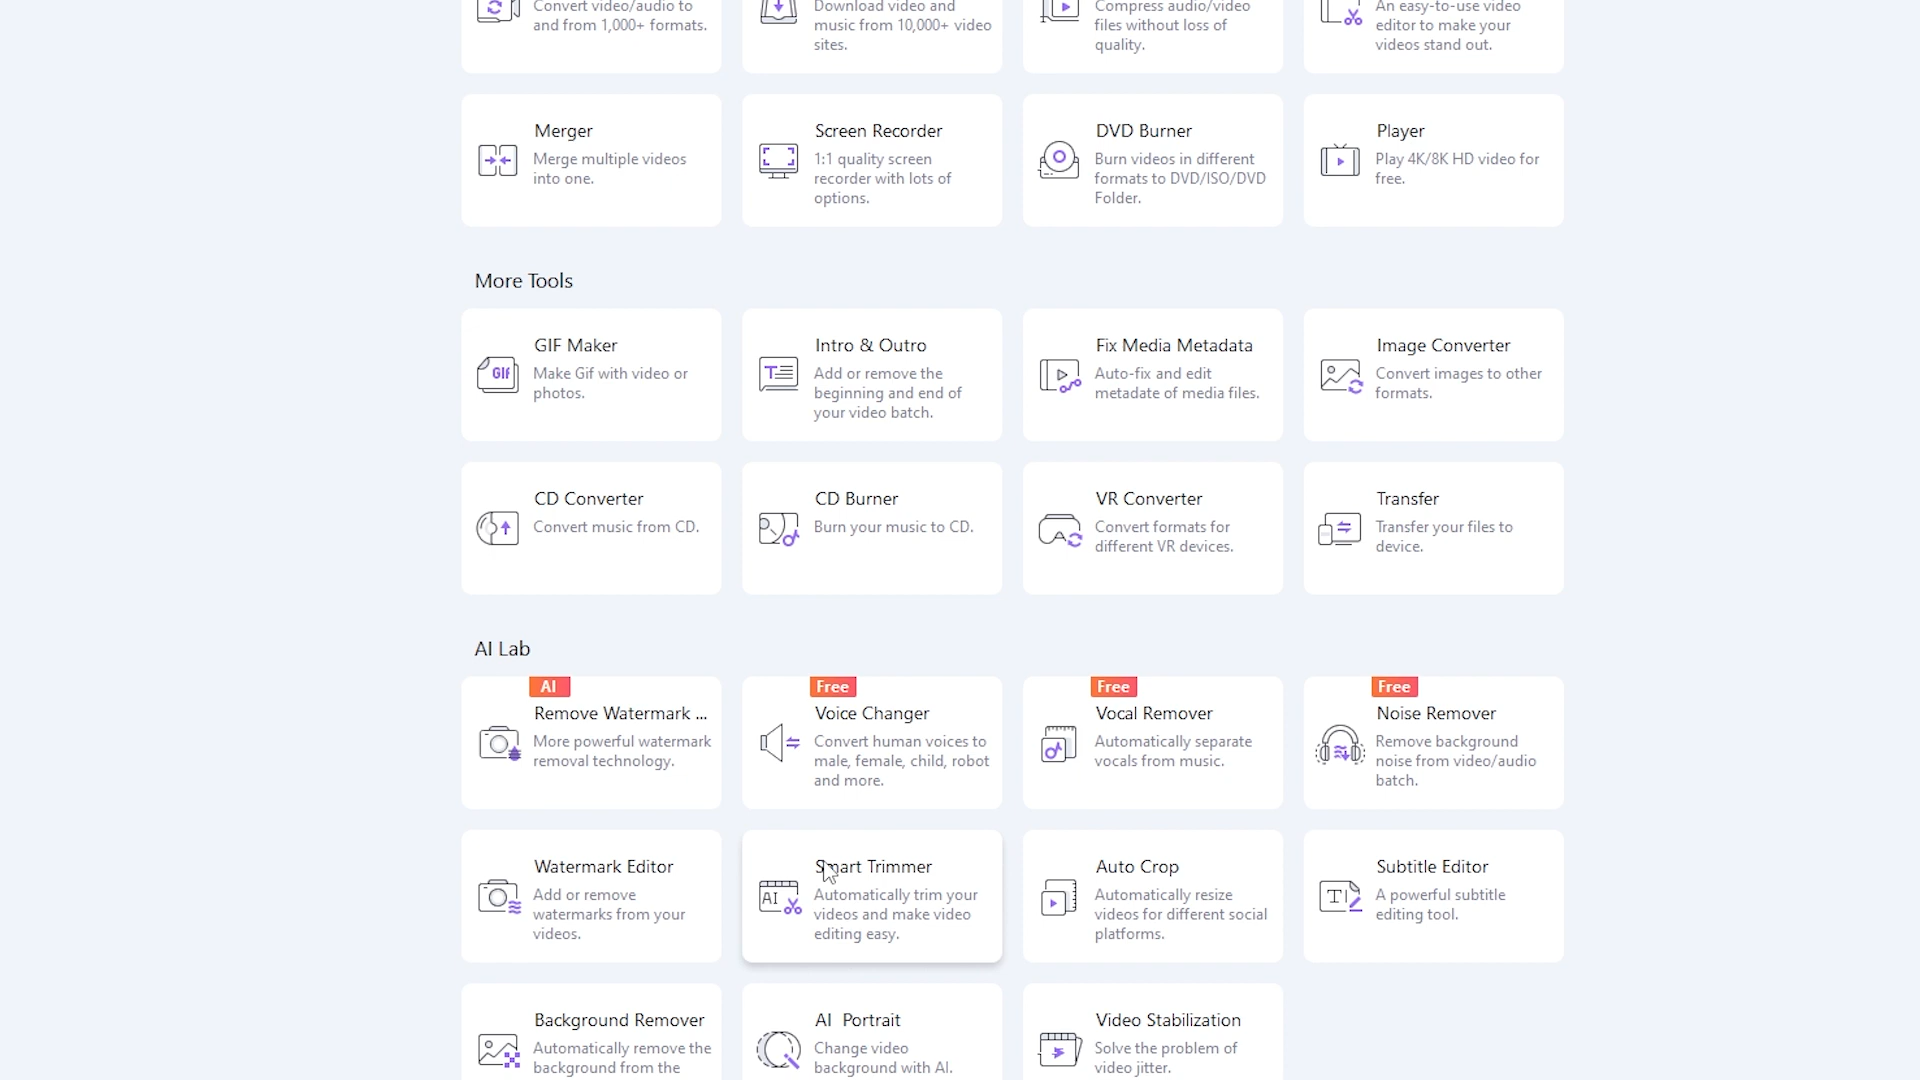 Convert video/audio to
and from 1,000+ formats.
Download video and
music from 10,000+ video
sites.
Compress audio/video
files without loss of
quality.
An easy-to-use video
editor to make your
videos stand out.
Merger
Merge multiple videos
into one.
Screen Recorder
1:1 quality screen
recorder with lots of
options.
DVD Burner
Burn videos in different
formats to DVD/ISO/DVD
Folder.
Player
Play 4K/8K HD video for
free.
More Tools
GIF Maker
GIF
Make Gif with video or
photos.
Intro & Outro
T
Add or remove the
beginning and end of
your video batch.
Fix Media Metadata
Auto-fix and edit
metadate of media files.
Image Converter
Convert images to other
formats.
CD Converter
Convert music from CD.
CD Burner
Burn your music to CD.
VR Converter
Convert formats for
different VR devices.
Transfer
Transfer your files to
device.
AI Lab
AI
Remove Watermark ...
More powerful watermark
removal technology.
Free
Voice Changer
Convert human voices to
male, female, child, robot
and more.
Free
Vocal Remover
Automatically separate
vocals from music.
Free
Noise Remover
Remove background
noise from video/audio
batch.
Watermark Editor
Add or remove
watermarks from your
videos.
Smart Trimmer
AI
Automatically trim your
videos and make video
editing easy.
Auto Crop
Automatically resize
videos for different social
platforms.
Subtitle Editor
T
A powerful subtitle
editing tool.
Background Remover
Automatically remove the
background from the
AI Portrait
Change video
background with AI.
Video Stabilization
Solve the problem of
video jitter.